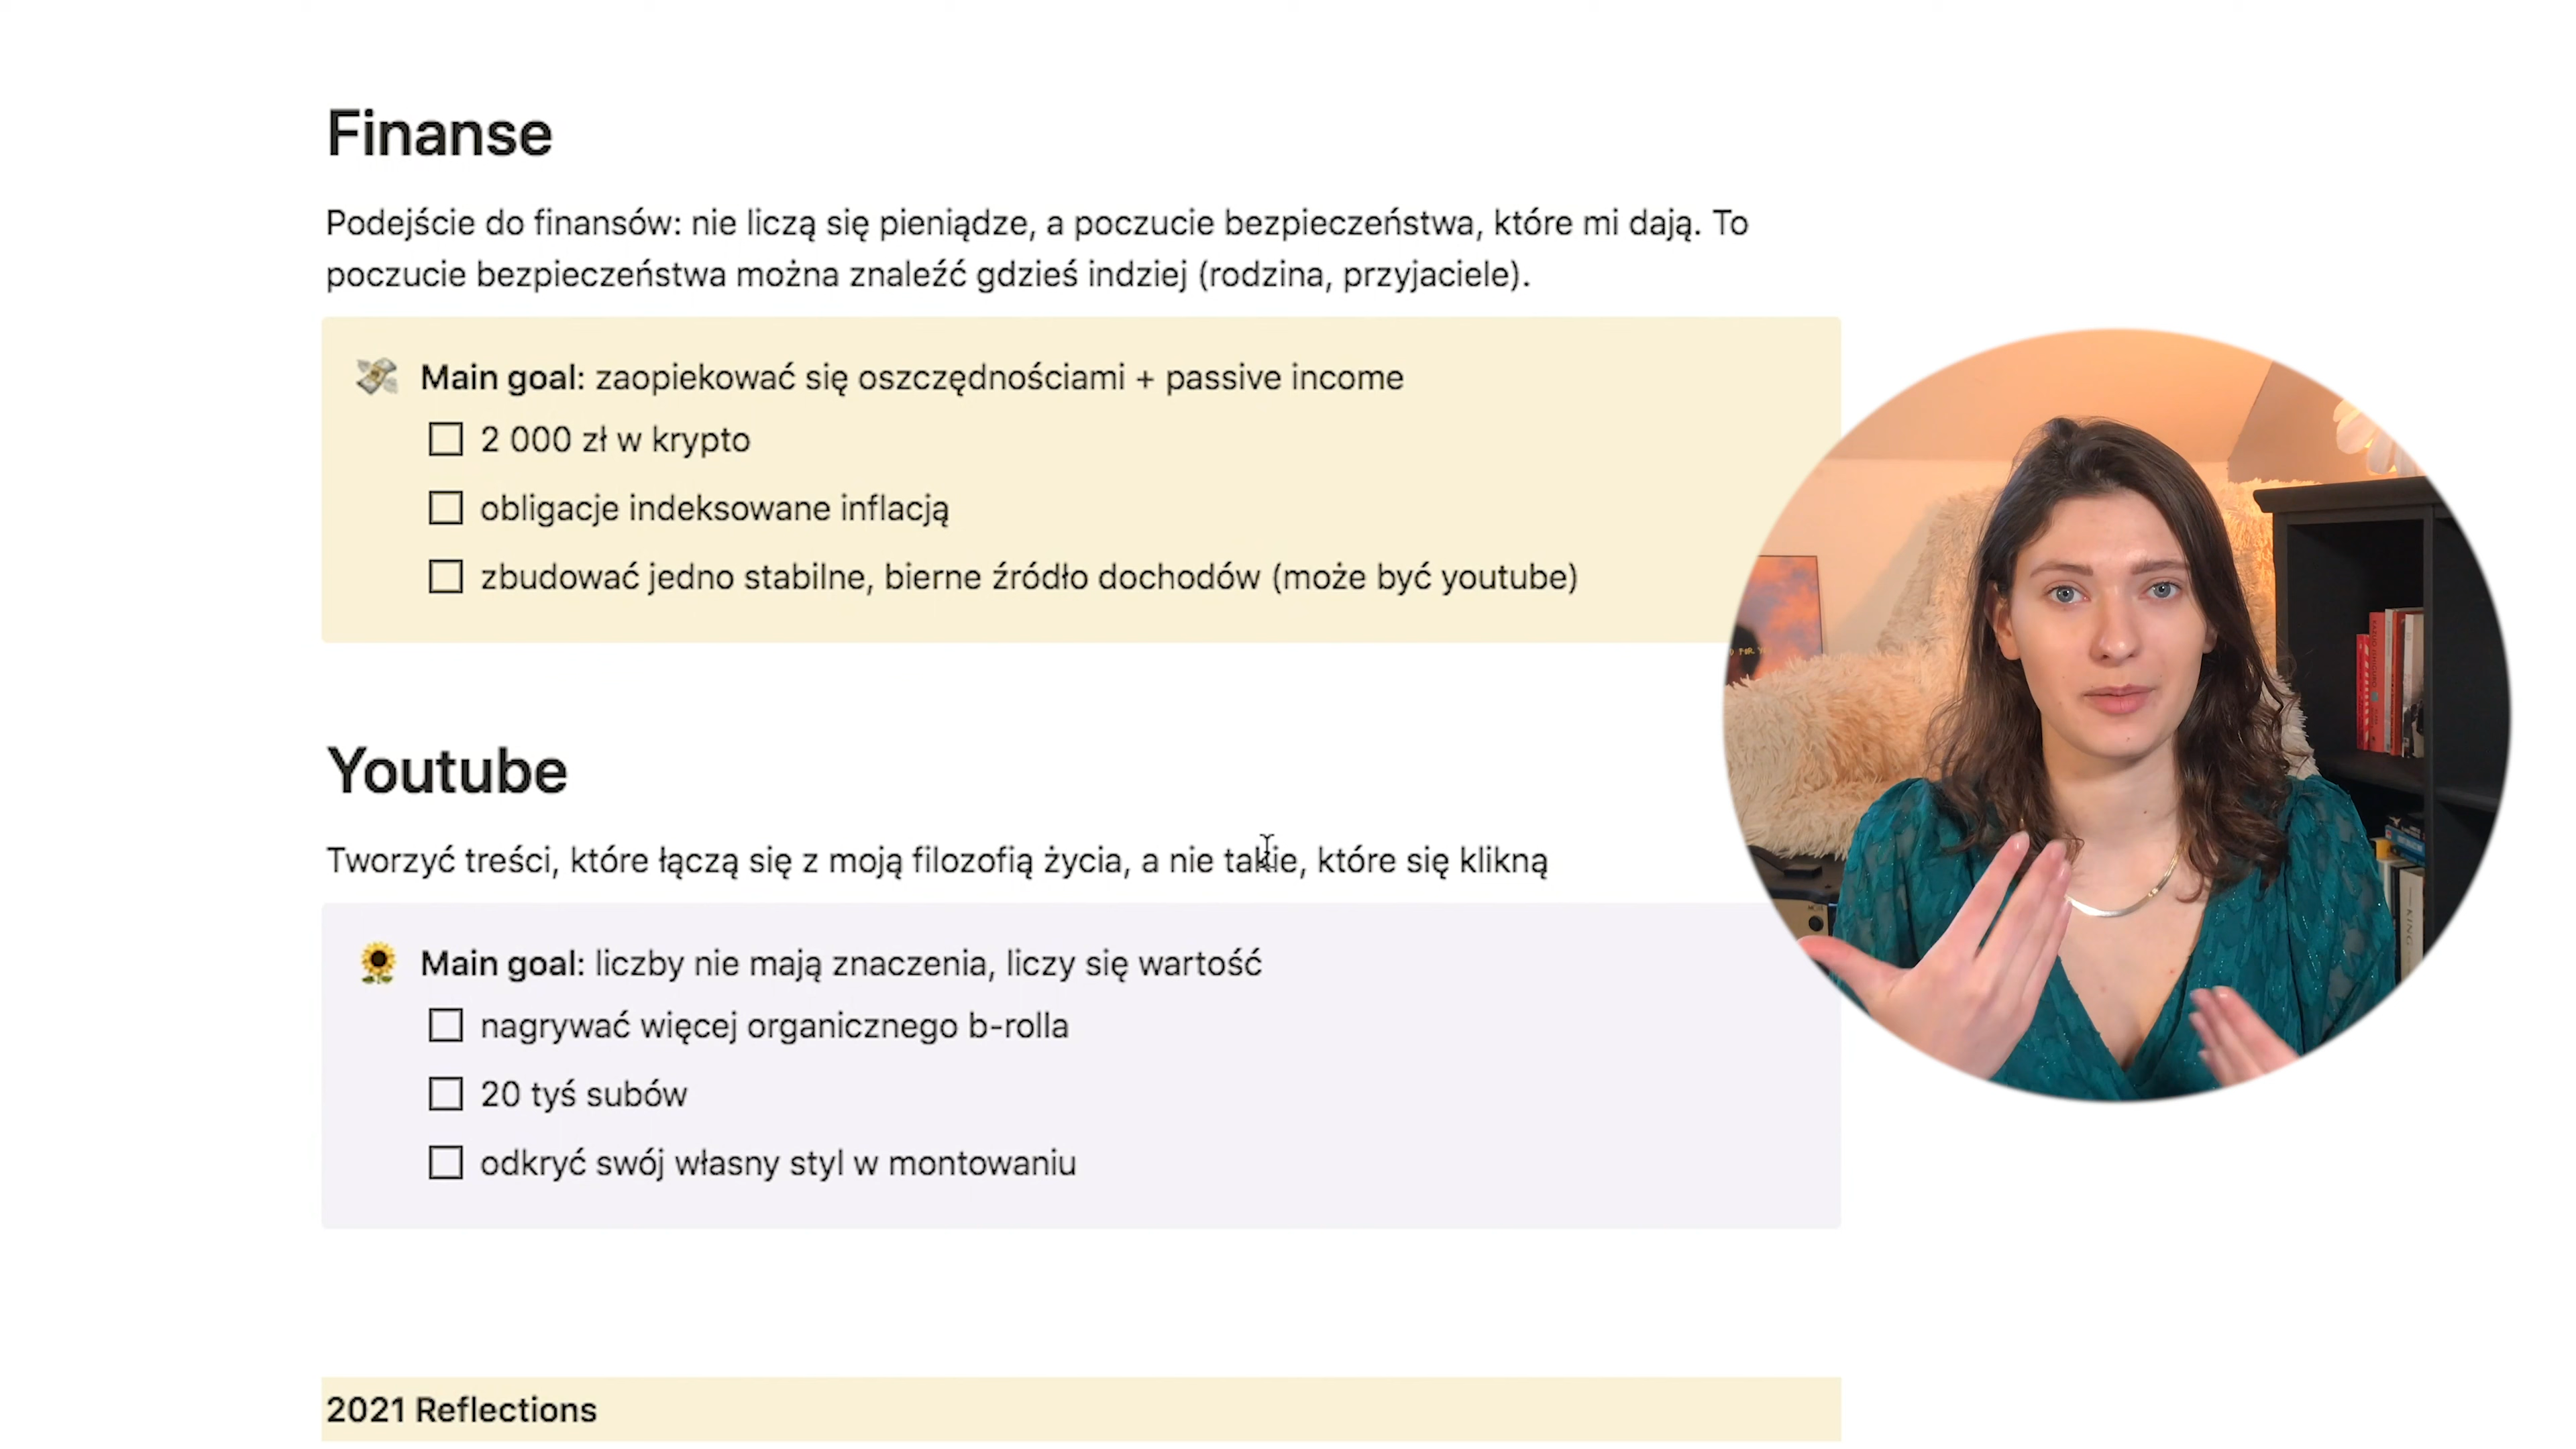 Finanse
Podejście do finansów: nie liczą się pieniądze, a poczucie bezpieczeństwa, które mi dają. To
poczucie bezpieczeństwa można znaleźć gdzieś indziej (rodzina, przyjaciele).
Main goal: zaopiekować się oszczędnościami + passive income
2 000 zł w krypto
obligacje indeksowane inflacją
zbudować jedno stabilne, bierne źródło dochodów (może być youtube)
Youtube
Tworzyć treści, które łączą się z moją filozofią życia, a nie takie, które się klikną
Main goal: liczby nie mają znaczenia, liczy się wartość
nagrywać więcej organicznego b-rolla
20 tyś subów
odkryć swój własny styl w montowaniu
2021 Reflections
KING